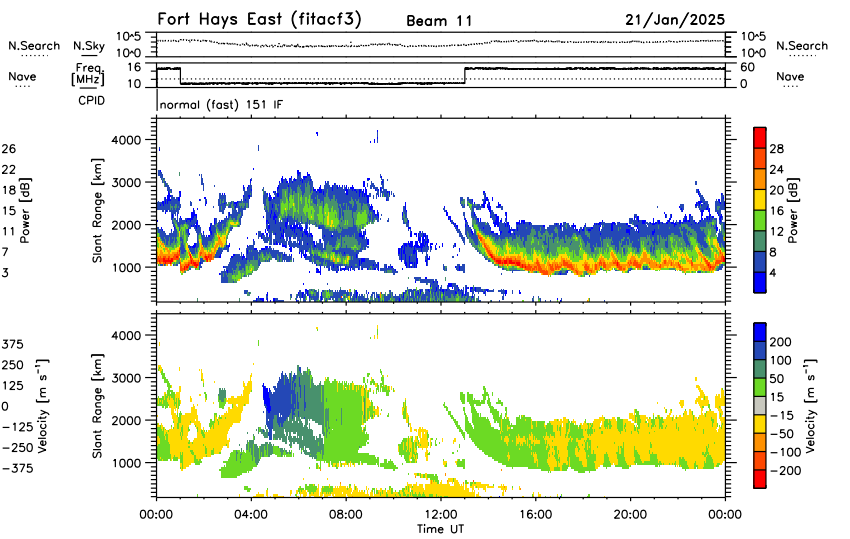 Fort Hays East (fitacf3) Beam 11 21/Jan/2025
N.Search N.Sky 10^5 10^0 10^5 10^0 N.Search
Nave Freq. [MHz] 16 10 60 0 Nave
CPID normal (fast) 151 IF
Power [dB] 26 22 18 15 11 7 3
Slant Range [km] 4000 3000 2000 1000
Power [dB] 28 24 20 16 12 8 4
Velocity [m s⁻¹] 375 250 125 0 −125 −250 −375
Slant Range [km] 4000 3000 2000 1000
Velocity [m s⁻¹] 200 100 50 15 −15 −50 −100 −200
00:00 04:00 08:00 12:00 16:00 20:00 00:00
Time UT